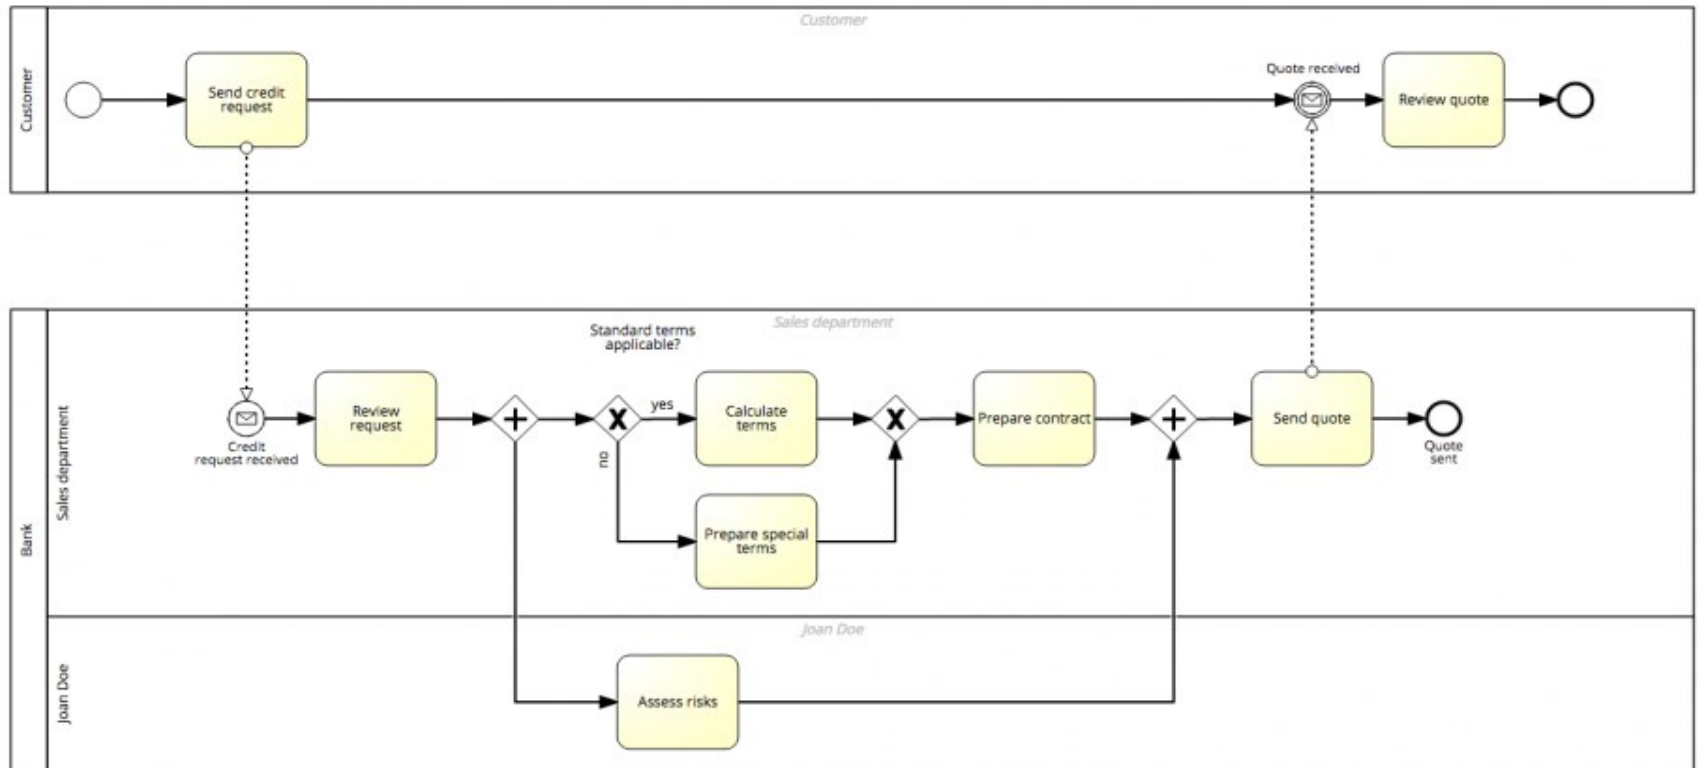 Customer
Customer
Send credit
request
Quote received
Review quote
Bank
Sales department
Sales department
Standard terms
applicable?
Credit
request received
Review
request
yes
no
Calculate
terms
Prepare special
terms
Prepare contract
Send quote
Quote
sent
Joan Doe
Joan Doe
Assess risks